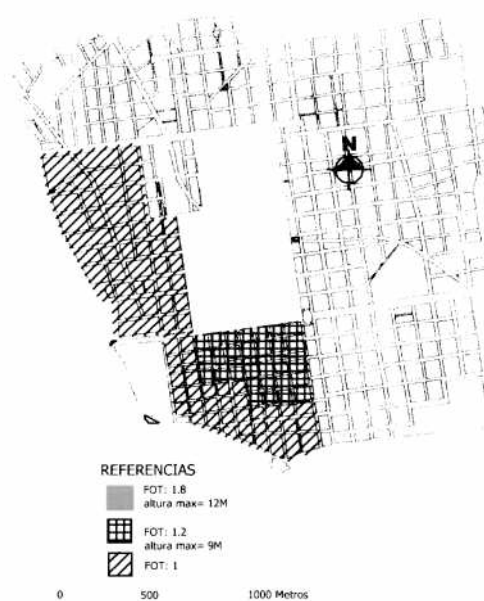 N
REFERENCIAS
FOT: 1.8
altura max= 12M
FOT: 1.2
altura max= 9M
FOT: 1
0 500 1000 Metros